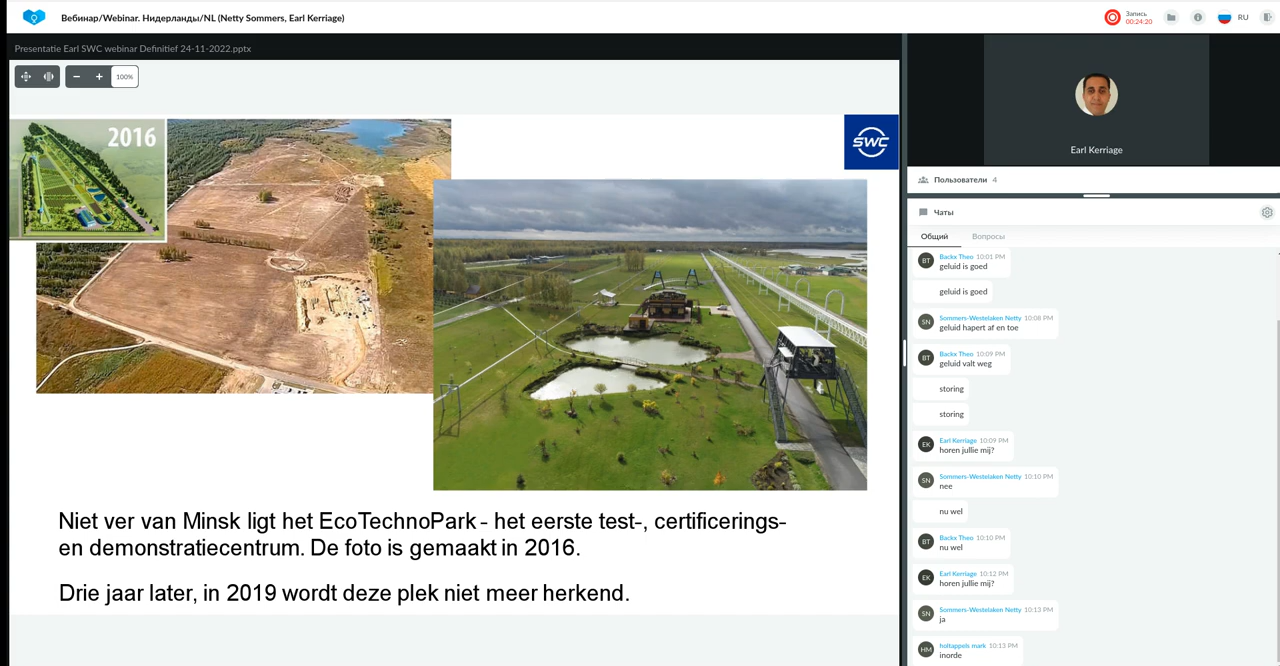 Вебинар/Webinar. Нидерланды/NL (Netty Sommers, Earl Kerriage)
Запись
00:24:20
RU
Presentatie Earl SWC webinar Definitief 24-11-2022.pptx
100%
2016
SWC
Niet ver van Minsk ligt het EcoTechnoPark - het eerste test-, certificerings-
en demonstratiecentrum. De foto is gemaakt in 2016.
Drie jaar later, in 2019 wordt deze plek niet meer herkend.
Earl Kerriage
Пользователи 4
Чаты
Общий Вопросы
BT Backx Theo 10:01 PM
geluid is goed
geluid is goed
SN Sommers-Westelaken Netty 10:08 PM
geluid hapert af en toe
BT Backx Theo 10:09 PM
geluid valt weg
storing
storing
EK Earl Kerriage 10:09 PM
horen jullie mij?
SN Sommers-Westelaken Netty 10:10 PM
nee
nu wel
BT Backx Theo 10:10 PM
nu wel
EK Earl Kerriage 10:12 PM
horen jullie mij?
SN Sommers-Westelaken Netty 10:13 PM
ja
HM holtappels mark 10:13 PM
inorde